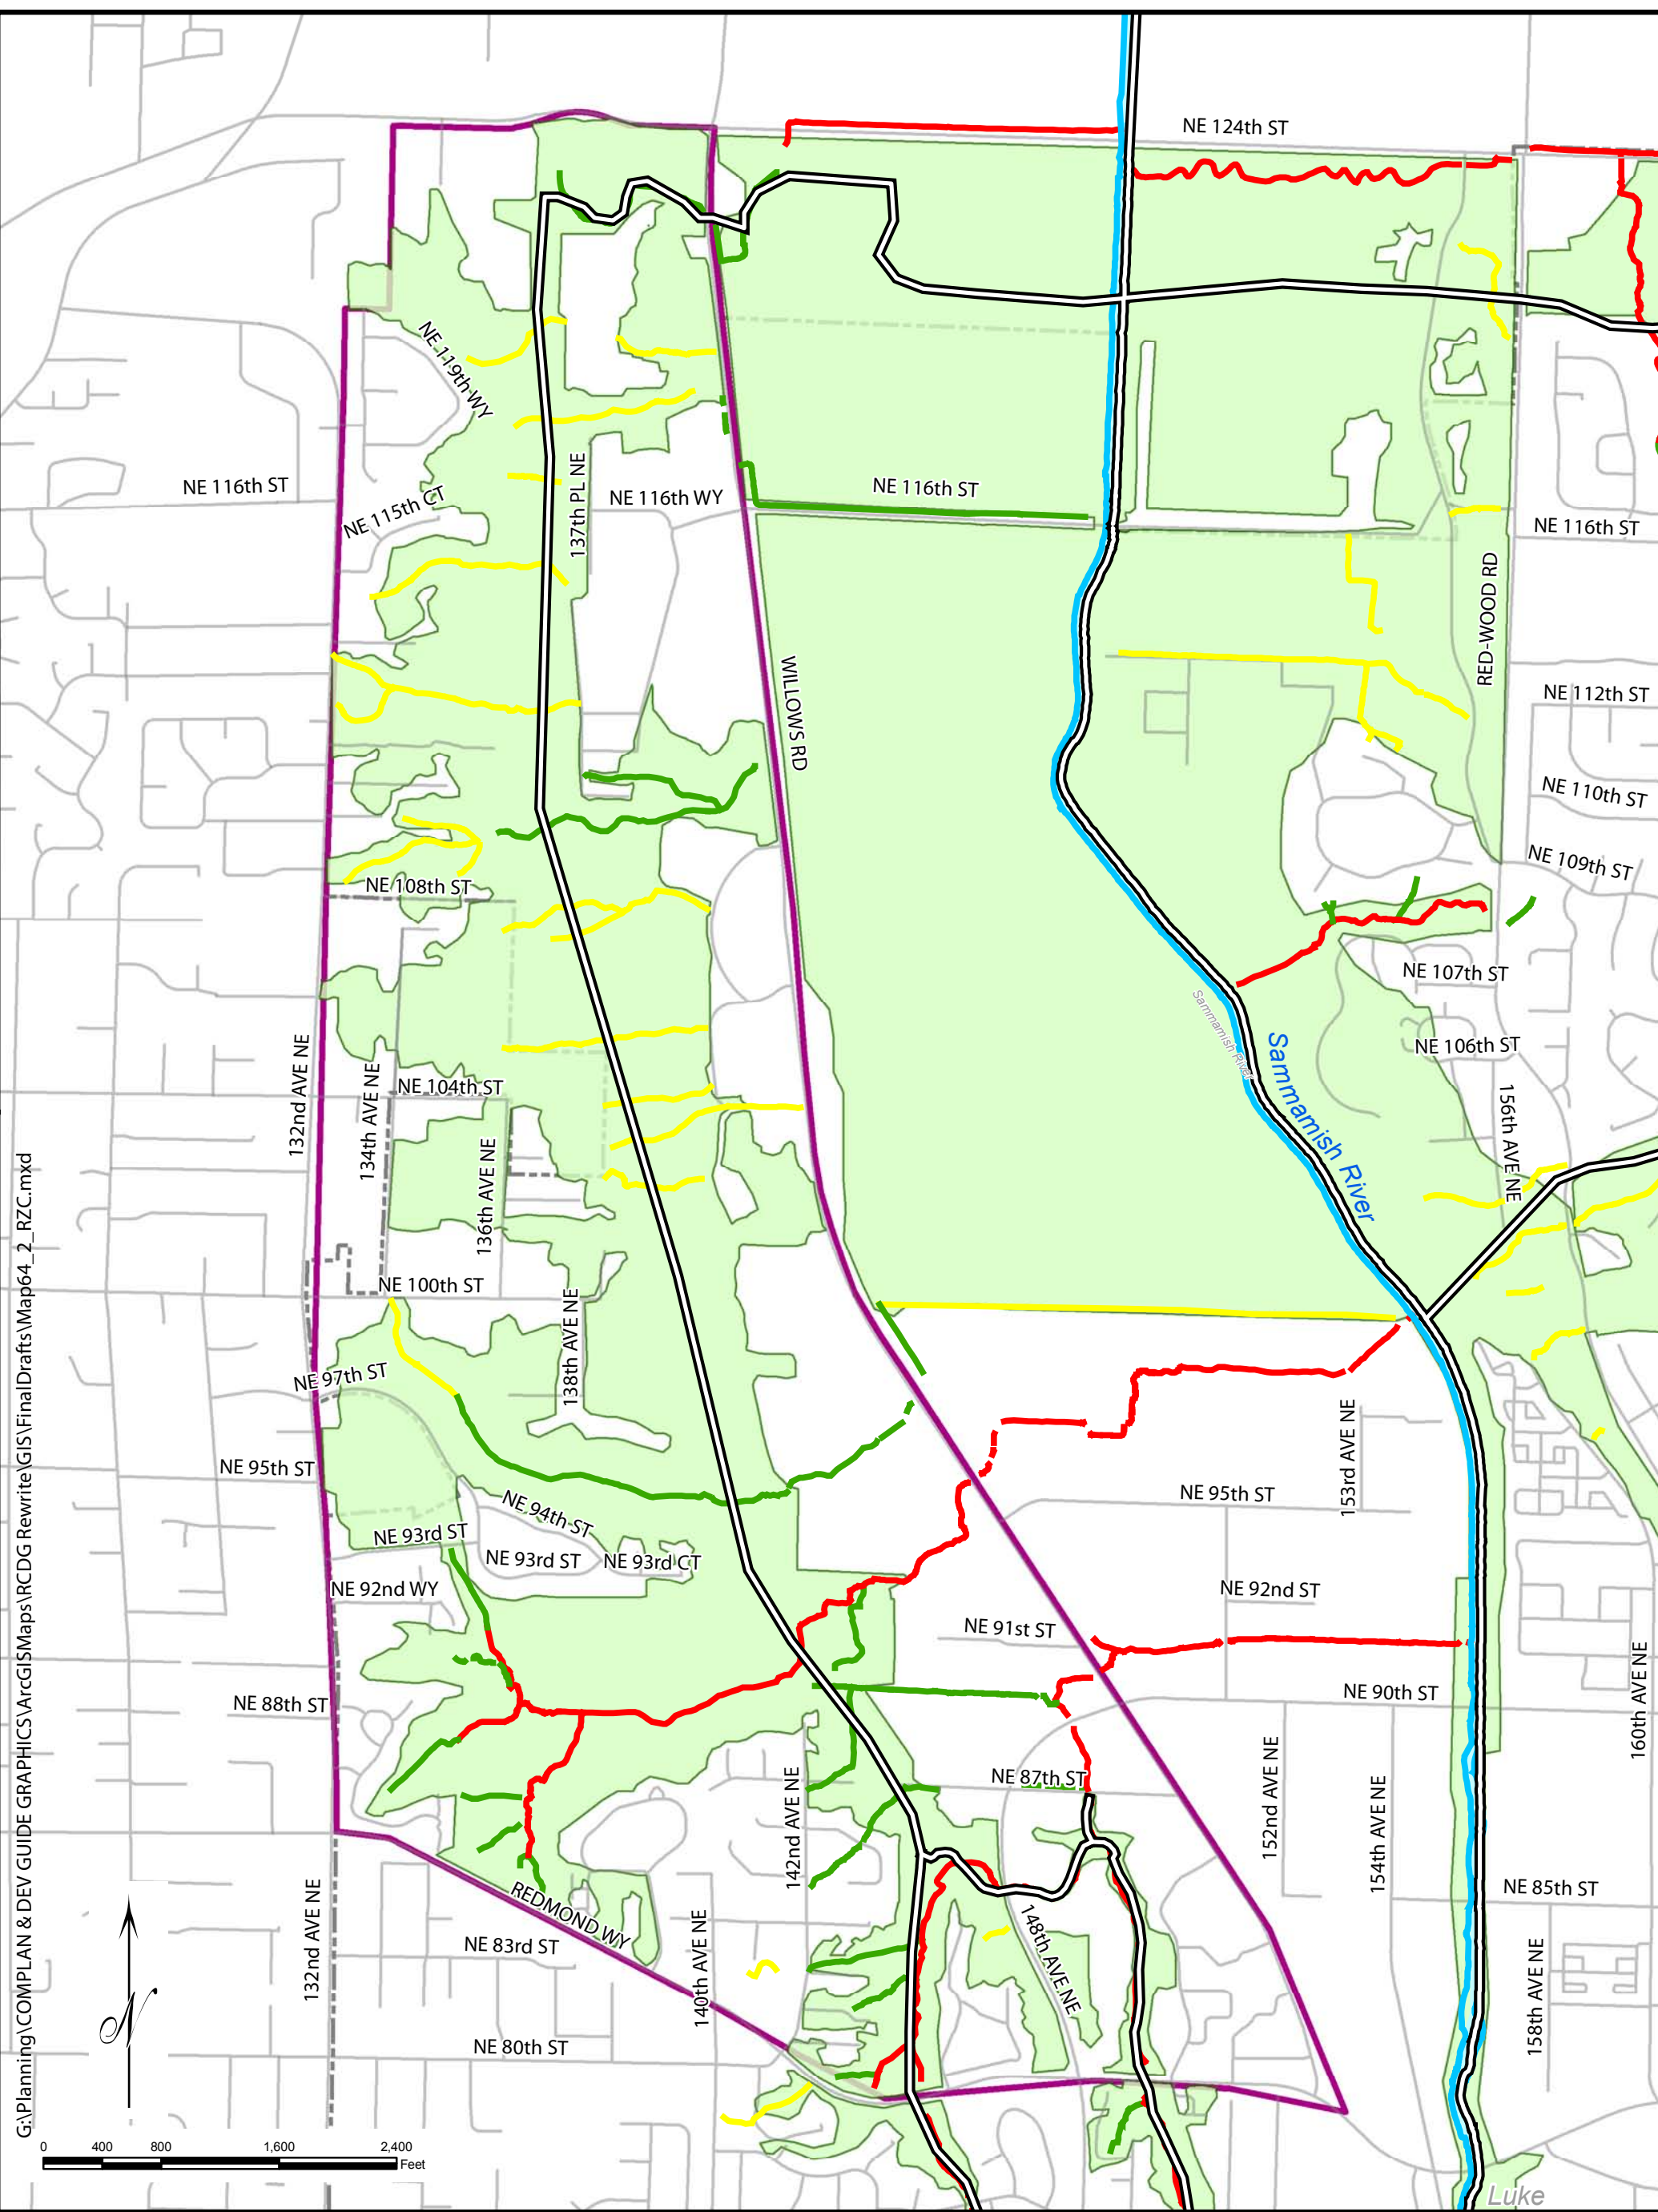 NE 124th ST
NE 119th WY
NE 116th ST
NE 115th CT
137th PL NE
NE 116th WY
NE 116th ST
NE 116th ST
RED-WOOD RD
WILLOWS RD
NE 112th ST
NE 110th ST
NE 109th ST
NE 108th ST
NE 107th ST
Sammamish River
Sammamish River
NE 106th ST
132nd AVE NE
134th AVE NE
NE 104th ST
156th AVE NE
136th AVE NE
NE 100th ST
138th AVE NE
NE 97th ST
153rd AVE NE
NE 95th ST
NE 95th ST
NE 94th ST
NE 93rd ST
NE 93rd ST
NE 93rd CT
NE 92nd WY
NE 92nd ST
NE 91st ST
NE 90th ST
NE 88th ST
160th AVE NE
152nd AVE NE
NE 87th ST
142nd AVE NE
154th AVE NE
NE 85th ST
REDMOND WY
148th AVE NE
132nd AVE NE
NE 83rd ST
140th AVE NE
158th AVE NE
NE 80th ST
N
0 400 800 1,600 2,400
Feet
Luke
G:\Planning\COMPLAN & DEV GUIDE GRAPHICS\ArcGISMaps\RCDG Rewrite\GIS\FinalDrafts\Map64_2_RZC.mxd